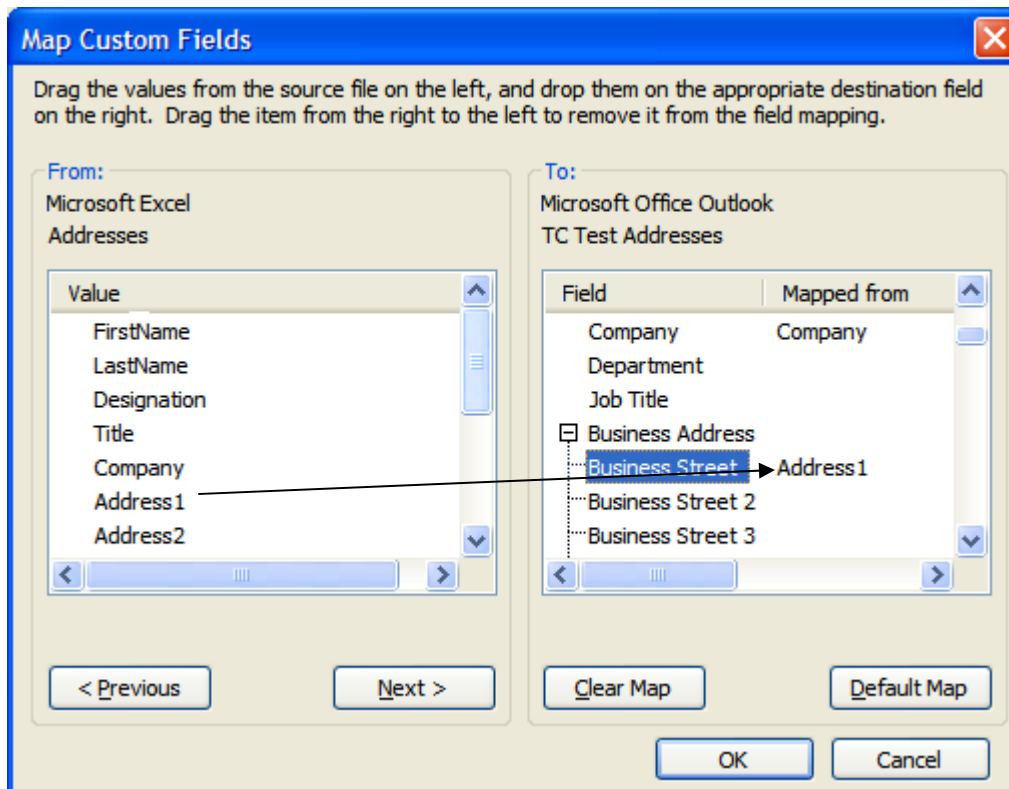 Map Custom Fields
Drag the values from the source file on the left, and drop them on the appropriate destination field
on the right. Drag the item from the right to the left to remove it from the field mapping.
From:
Microsoft Excel
Addresses
Value
FirstName
LastName
Designation
Title
Company
Address1
Address2
< Previous
Next >
To:
Microsoft Office Outlook
TC Test Addresses
Field Mapped from
Company Company
Department
Job Title
Business Address
Business Street Address1
Business Street 2
Business Street 3
Clear Map
Default Map
OK
Cancel